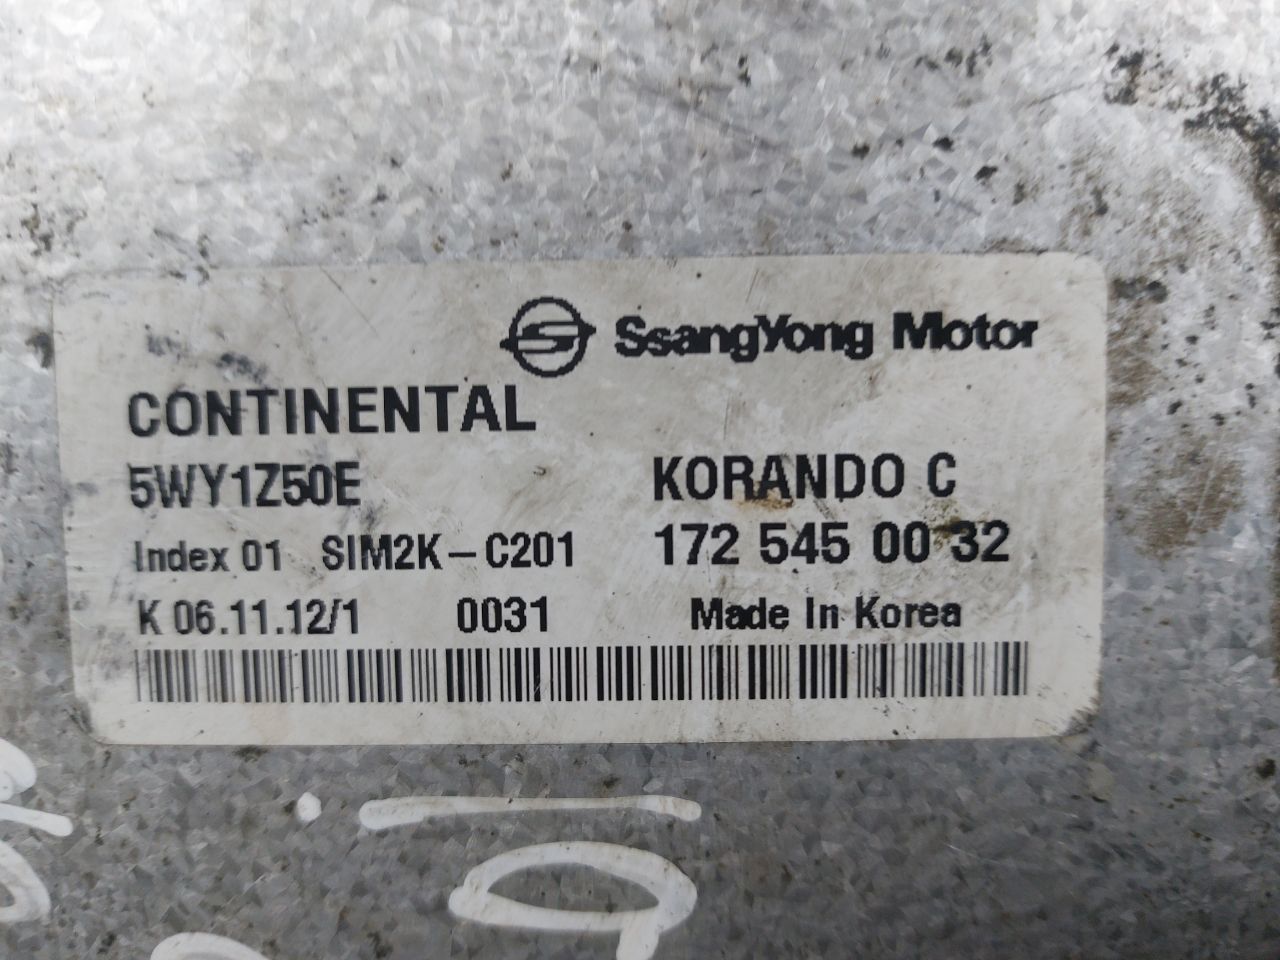 SsangYong Motor
CONTINENTAL
5WY1Z50E KORANDO C
Index 01 SIM2K-C201 172 545 00 32
K 06.11.12/1 0031 Made In Korea